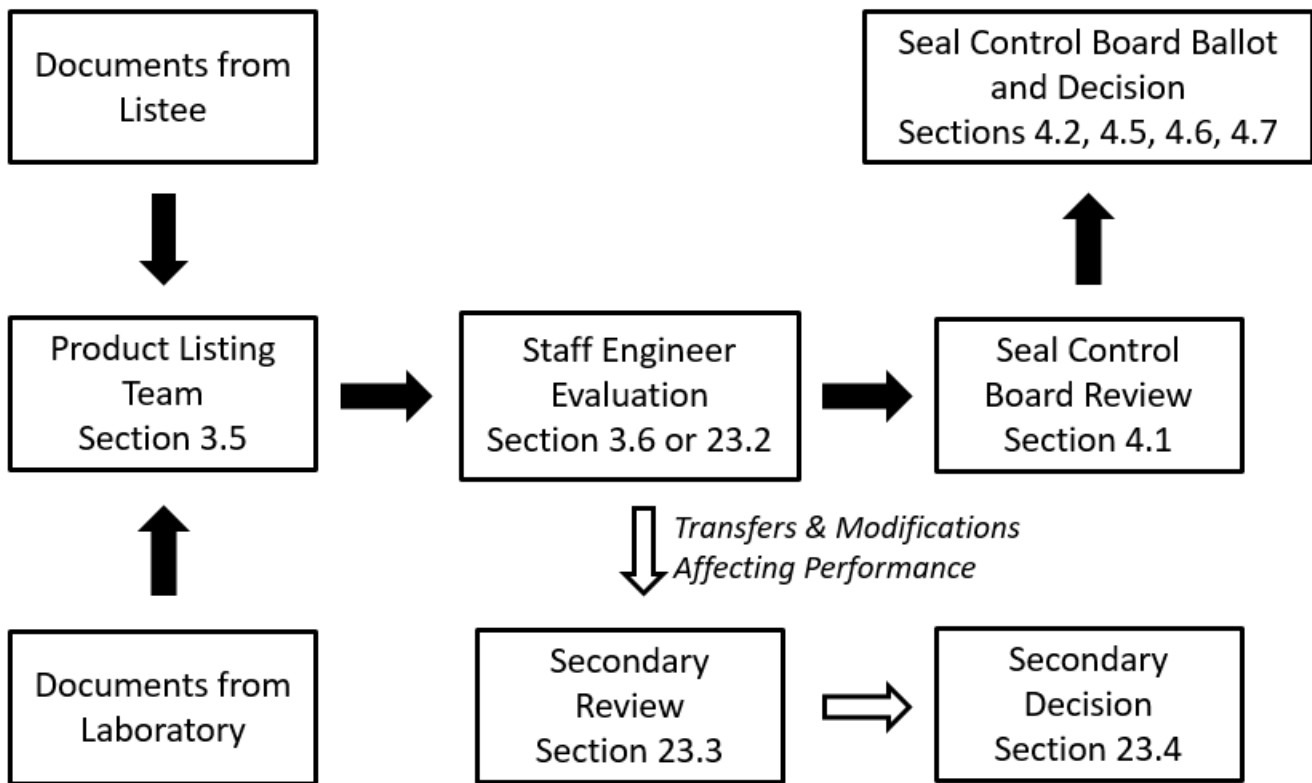 Documents from
Listee
Seal Control Board Ballot
and Decision
Sections 4.2, 4.5, 4.6, 4.7
Product Listing
Team
Section 3.5
Staff Engineer
Evaluation
Section 3.6 or 23.2
Seal Control
Board Review
Section 4.1
Transfers & Modifications
Affecting Performance
Documents from
Laboratory
Secondary
Review
Section 23.3
Secondary
Decision
Section 23.4